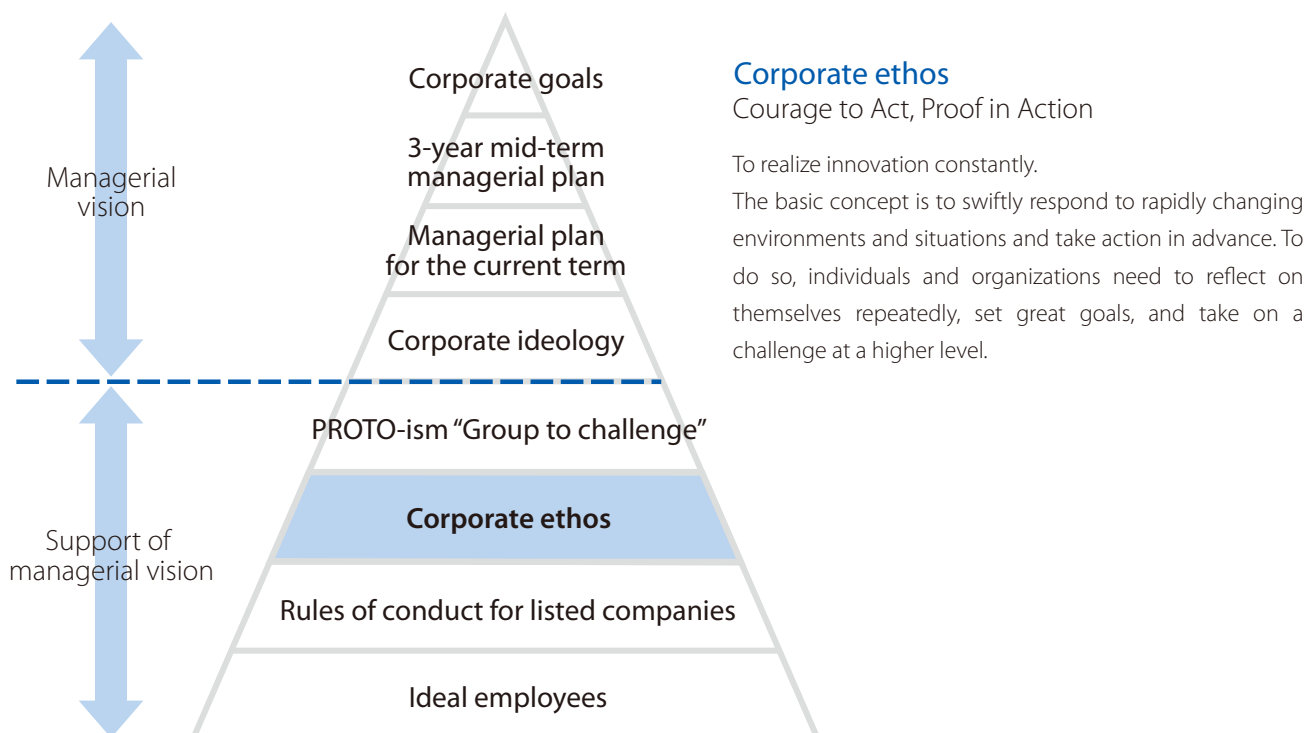 Managerial
vision
Support of
managerial vision
Corporate goals
3-year mid-term
managerial plan
Managerial plan
for the current term
Corporate ideology
PROTO-ism “Group to challenge”
Corporate ethos
Rules of conduct for listed companies
Ideal employees
Corporate ethos
Courage to Act, Proof in Action
To realize innovation constantly.
The basic concept is to swiftly respond to rapidly changing
environments and situations and take action in advance. To
do so, individuals and organizations need to reflect on
themselves repeatedly, set great goals, and take on a
challenge at a higher level.